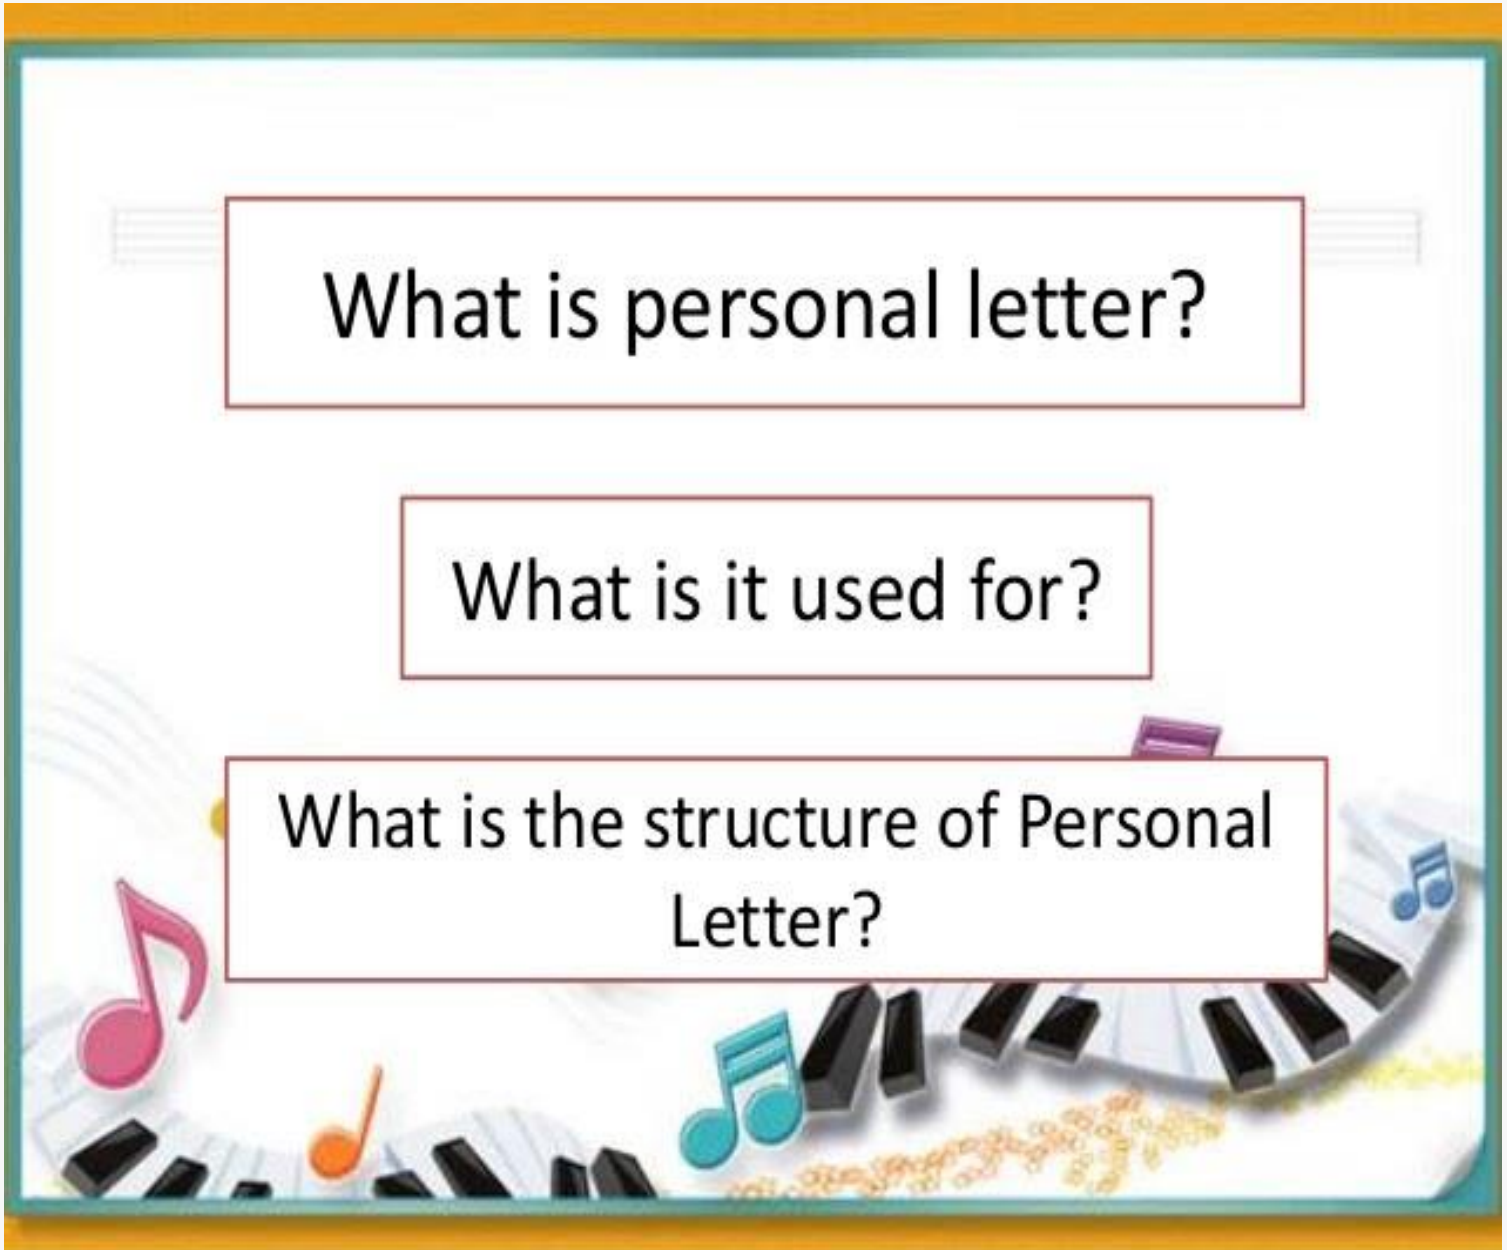 What is personal letter?
What is it used for?
What is the structure of Personal
Letter?